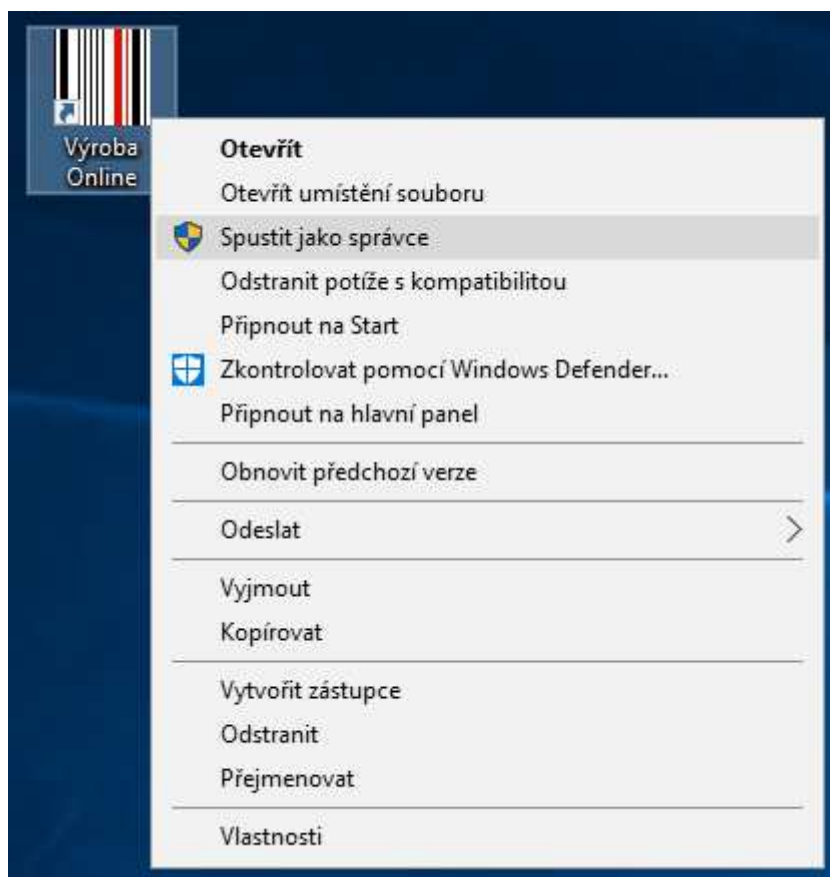 Výroba
Online
Otevřít
Otevřít umístění souboru
Spustit jako správce
Odstranit potíže s kompatibilitou
Připnout na Start
Zkontrolovat pomocí Windows Defender...
Připnout na hlavní panel
Obnovit předchozí verze
Odeslat
Vyjmout
Kopírovat
Vytvořit zástupce
Odstranit
Přejmenovat
Vlastnosti